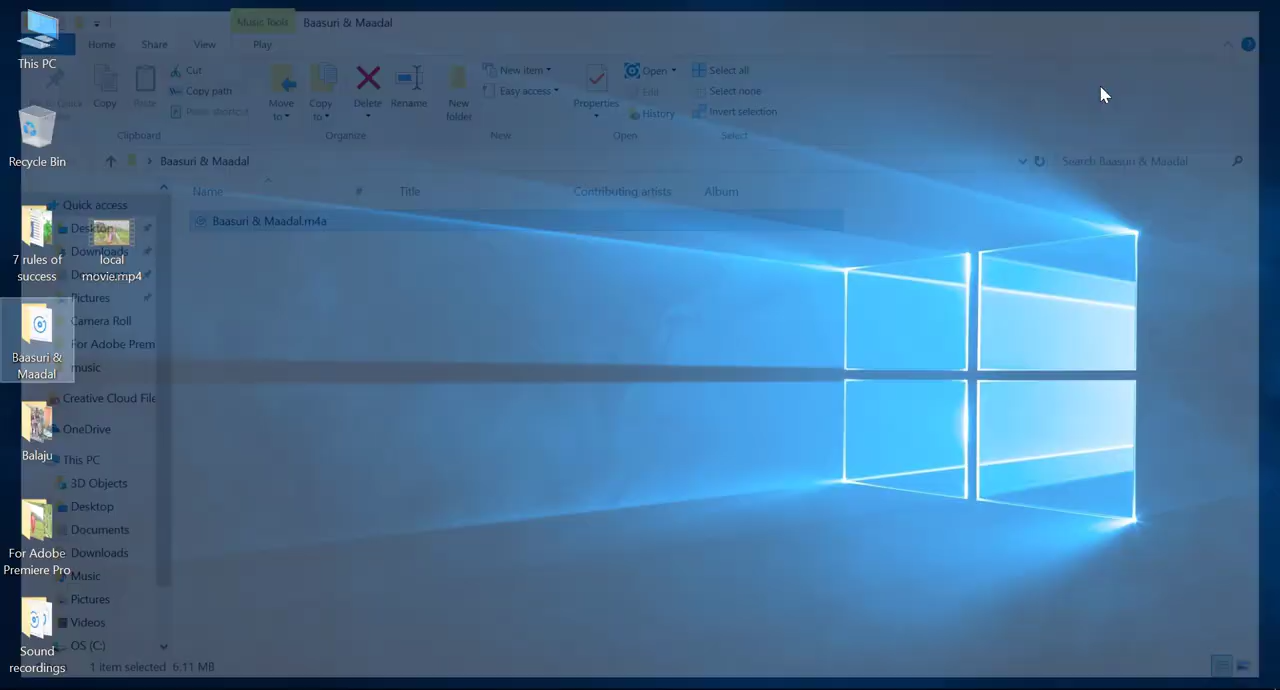 Music Tools
Baasuri & Maadal
Home
Share
View
Play
Copy
Paste
Cut
Copy path
Paste shortcut
Clipboard
Move to
Copy to
Delete
Rename
Organize
New folder
New item
Easy access
New
Properties
Open
Edit
History
Open
Select all
Select none
Invert selection
Select
Baasuri & Maadal
Search Baasuri & Maadal
Name
#
Title
Contributing artists
Album
Baasuri & Maadal.m4a
Quick access
Desktop
Downloads
Pictures
Camera Roll
For Adobe Prem
music
Creative Cloud File
OneDrive
This PC
3D Objects
Desktop
Documents
Downloads
Music
Pictures
Videos
OS (C:)
1 item selected 6.11 MB
This PC
Recycle Bin
7 rules of
success
local
movie.mp4
Baasuri &
Maadal
Balaju
For Adobe
Premiere Pro
Sound
recordings